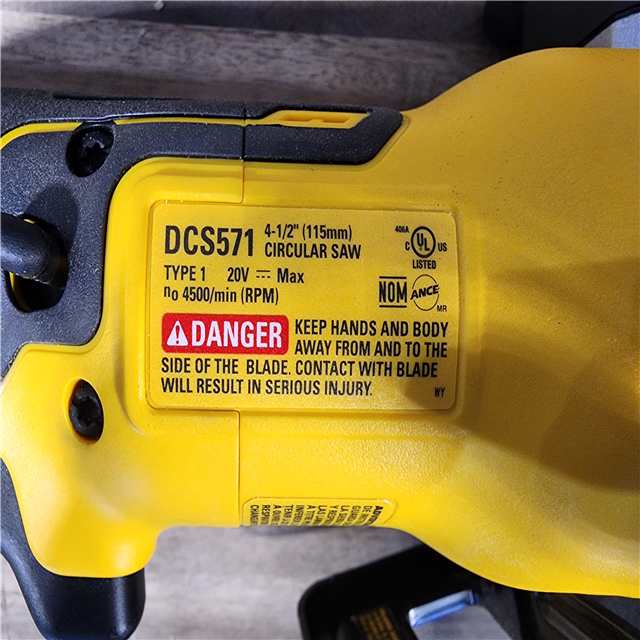 DCS571 4-1/2" (115mm)
CIRCULAR SAW
TYPE 1 20V ⎓ Max
n₀ 4500/min (RPM)
406A
C UL US
LISTED
NOM ANCE
MR
⚠DANGER KEEP HANDS AND BODY
AWAY FROM AND TO THE
SIDE OF THE BLADE. CONTACT WITH BLADE
WILL RESULT IN SERIOUS INJURY.
WY